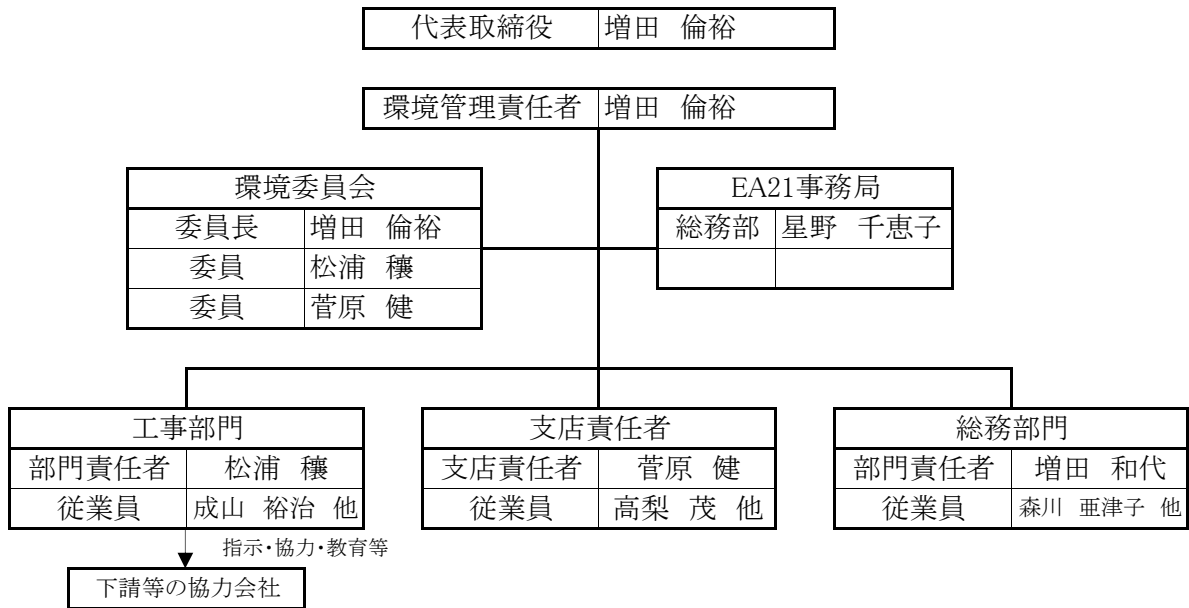 代表取締役 増田 倫裕
環境管理責任者 増田 倫裕
環境委員会
委員長 増田 倫裕
委員 松浦 穰
委員 菅原 健
EA21事務局
総務部 星野 千恵子
工事部門
部門責任者 松浦 穰
従業員 成山 裕治 他
指示・協力・教育等
下請等の協力会社
支店責任者
支店責任者 菅原 健
従業員 高梨 茂 他
総務部門
部門責任者 増田 和代
従業員 森川 亜津子 他